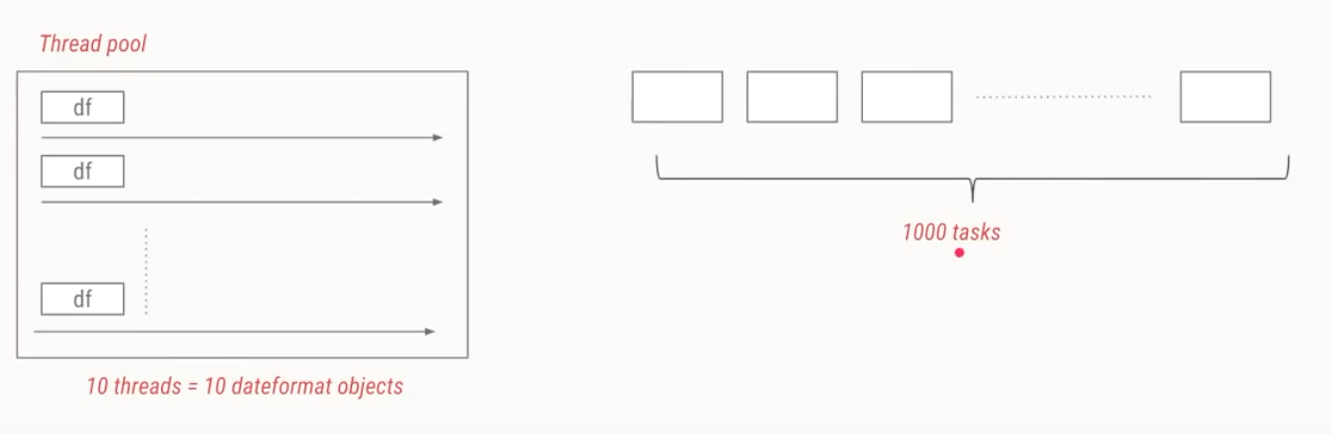 Thread pool
df
df
df
10 threads = 10 dateformat objects
1000 tasks